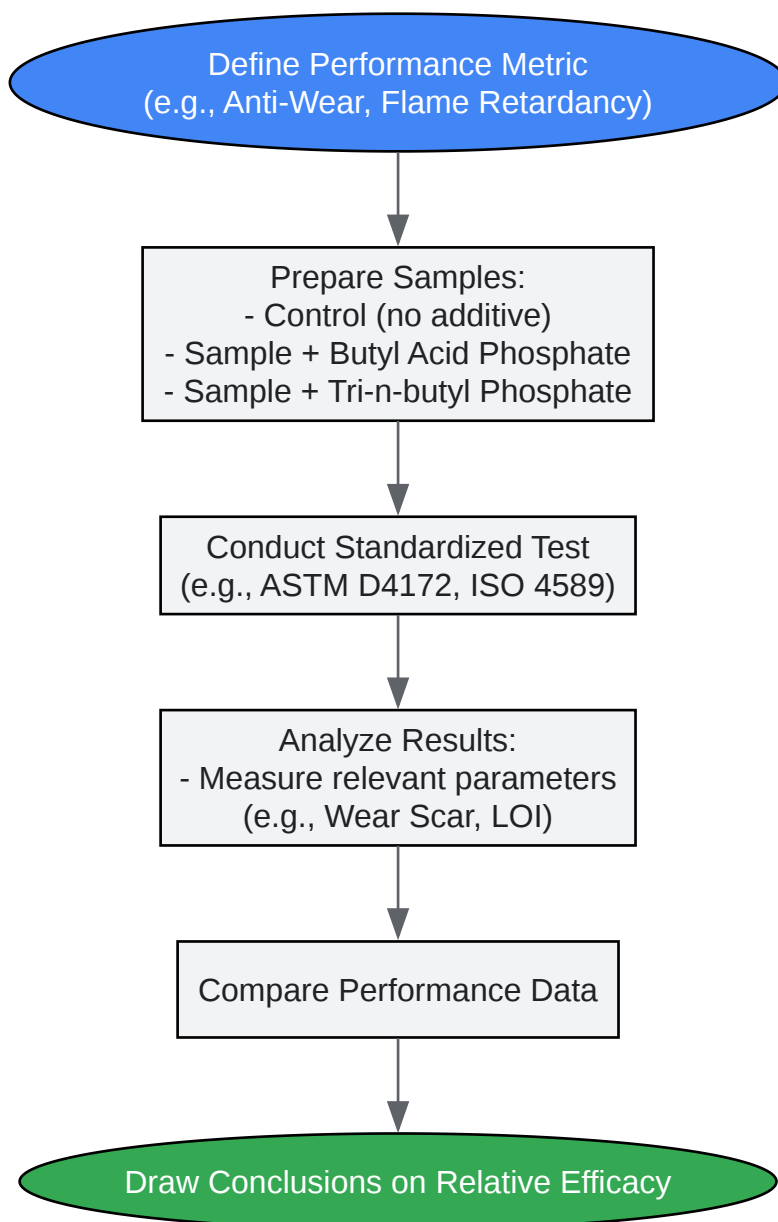 Define Performance Metric
(e.g., Anti-Wear, Flame Retardancy)
Prepare Samples:
- Control (no additive)
- Sample + Butyl Acid Phosphate
- Sample + Tri-n-butyl Phosphate
Conduct Standardized Test
(e.g., ASTM D4172, ISO 4589)
Analyze Results:
- Measure relevant parameters
(e.g., Wear Scar, LOI)
Compare Performance Data
Draw Conclusions on Relative Efficacy